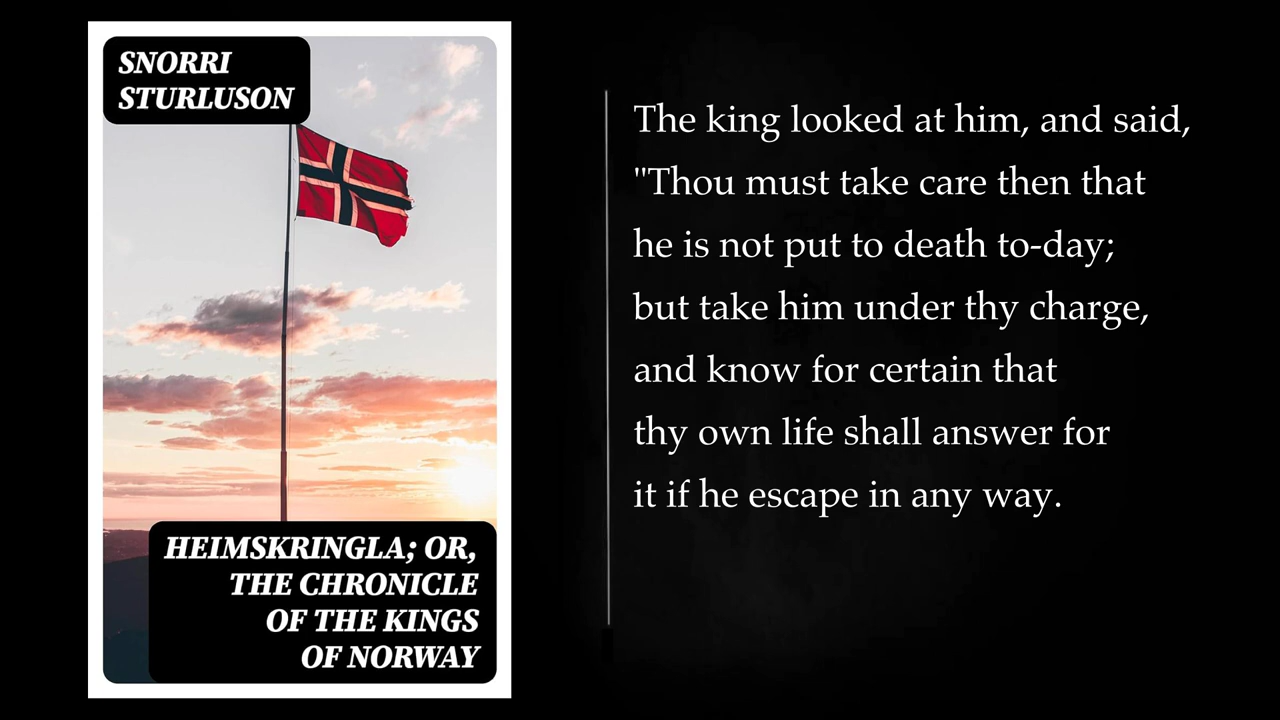 SNORRI
STURLUSON
HEIMSKRINGLA; OR,
THE CHRONICLE
OF THE KINGS
OF NORWAY
The king looked at him, and said,
"Thou must take care then that
he is not put to death to-day;
but take him under thy charge,
and know for certain that
thy own life shall answer for
it if he escape in any way.